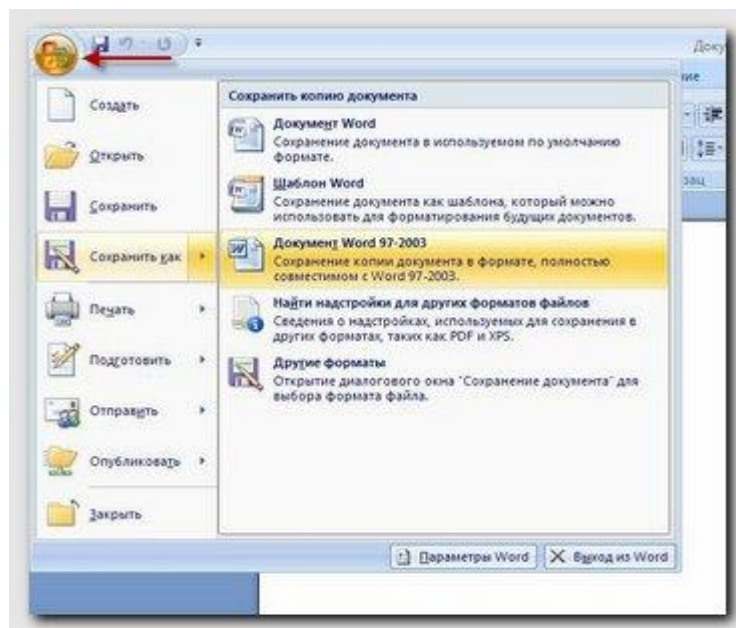 Доку
Создать
Открыть
Сохранить
Сохранить как
Печать
Подготовить
Отправить
Опубликовать
Закрыть
Сохранить копию документа
Документ Word
Сохранение документа в используемом по умолчанию
формате.
Шаблон Word
Сохранение документа как шаблона, который можно
использовать для форматирования будущих документов.
Документ Word 97-2003
Сохранение копии документа в формате, полностью
совместимом с Word 97-2003.
Найти надстройки для других форматов файлов
Сведения о надстройках, используемых для сохранения в
других форматах, таких как PDF и XPS.
Другие форматы
Открытие диалогового окна "Сохранение документа" для
выбора формата файла.
ние
зац
Параметры Word
Выход из Word